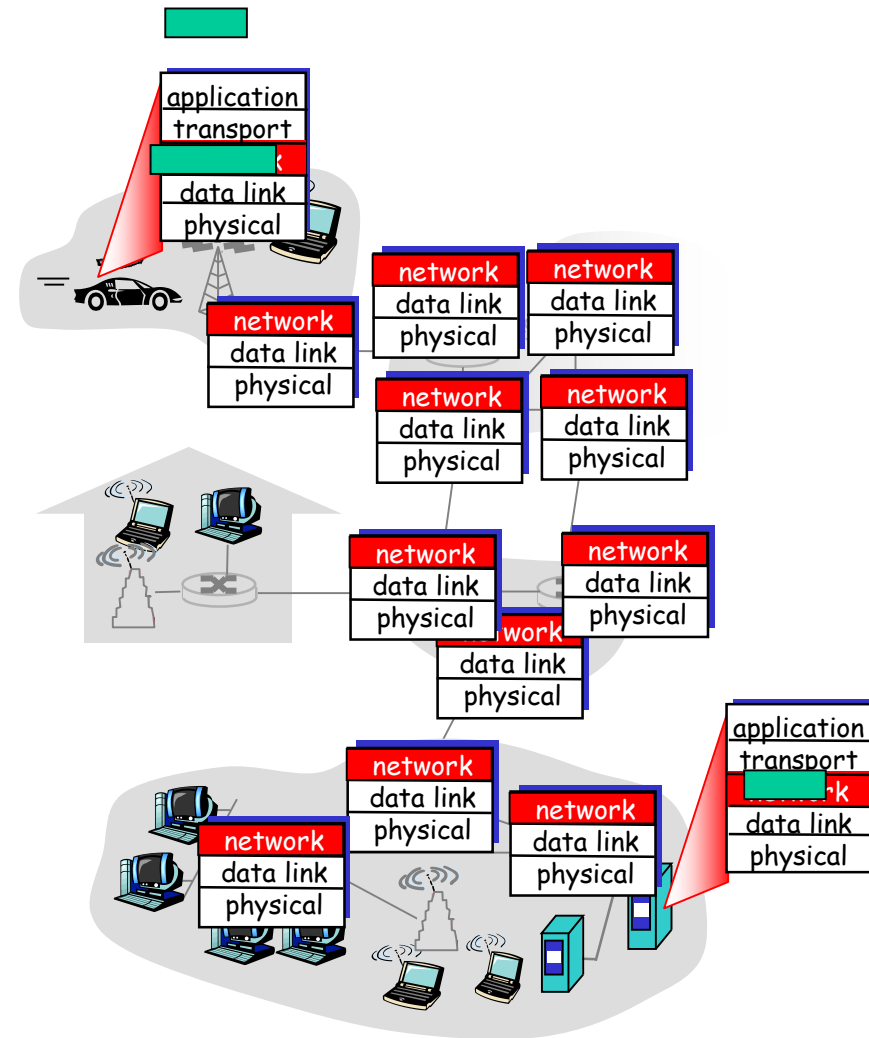 application
transport
data link
physical
network
data link
physical
network
data link
physical
network
data link
physical
network
data link
physical
network
data link
physical
network
data link
physical
network
data link
physical
data link
physical
application
transport
data link
physical
network
data link
physical
network
data link
physical
network
data link
physical